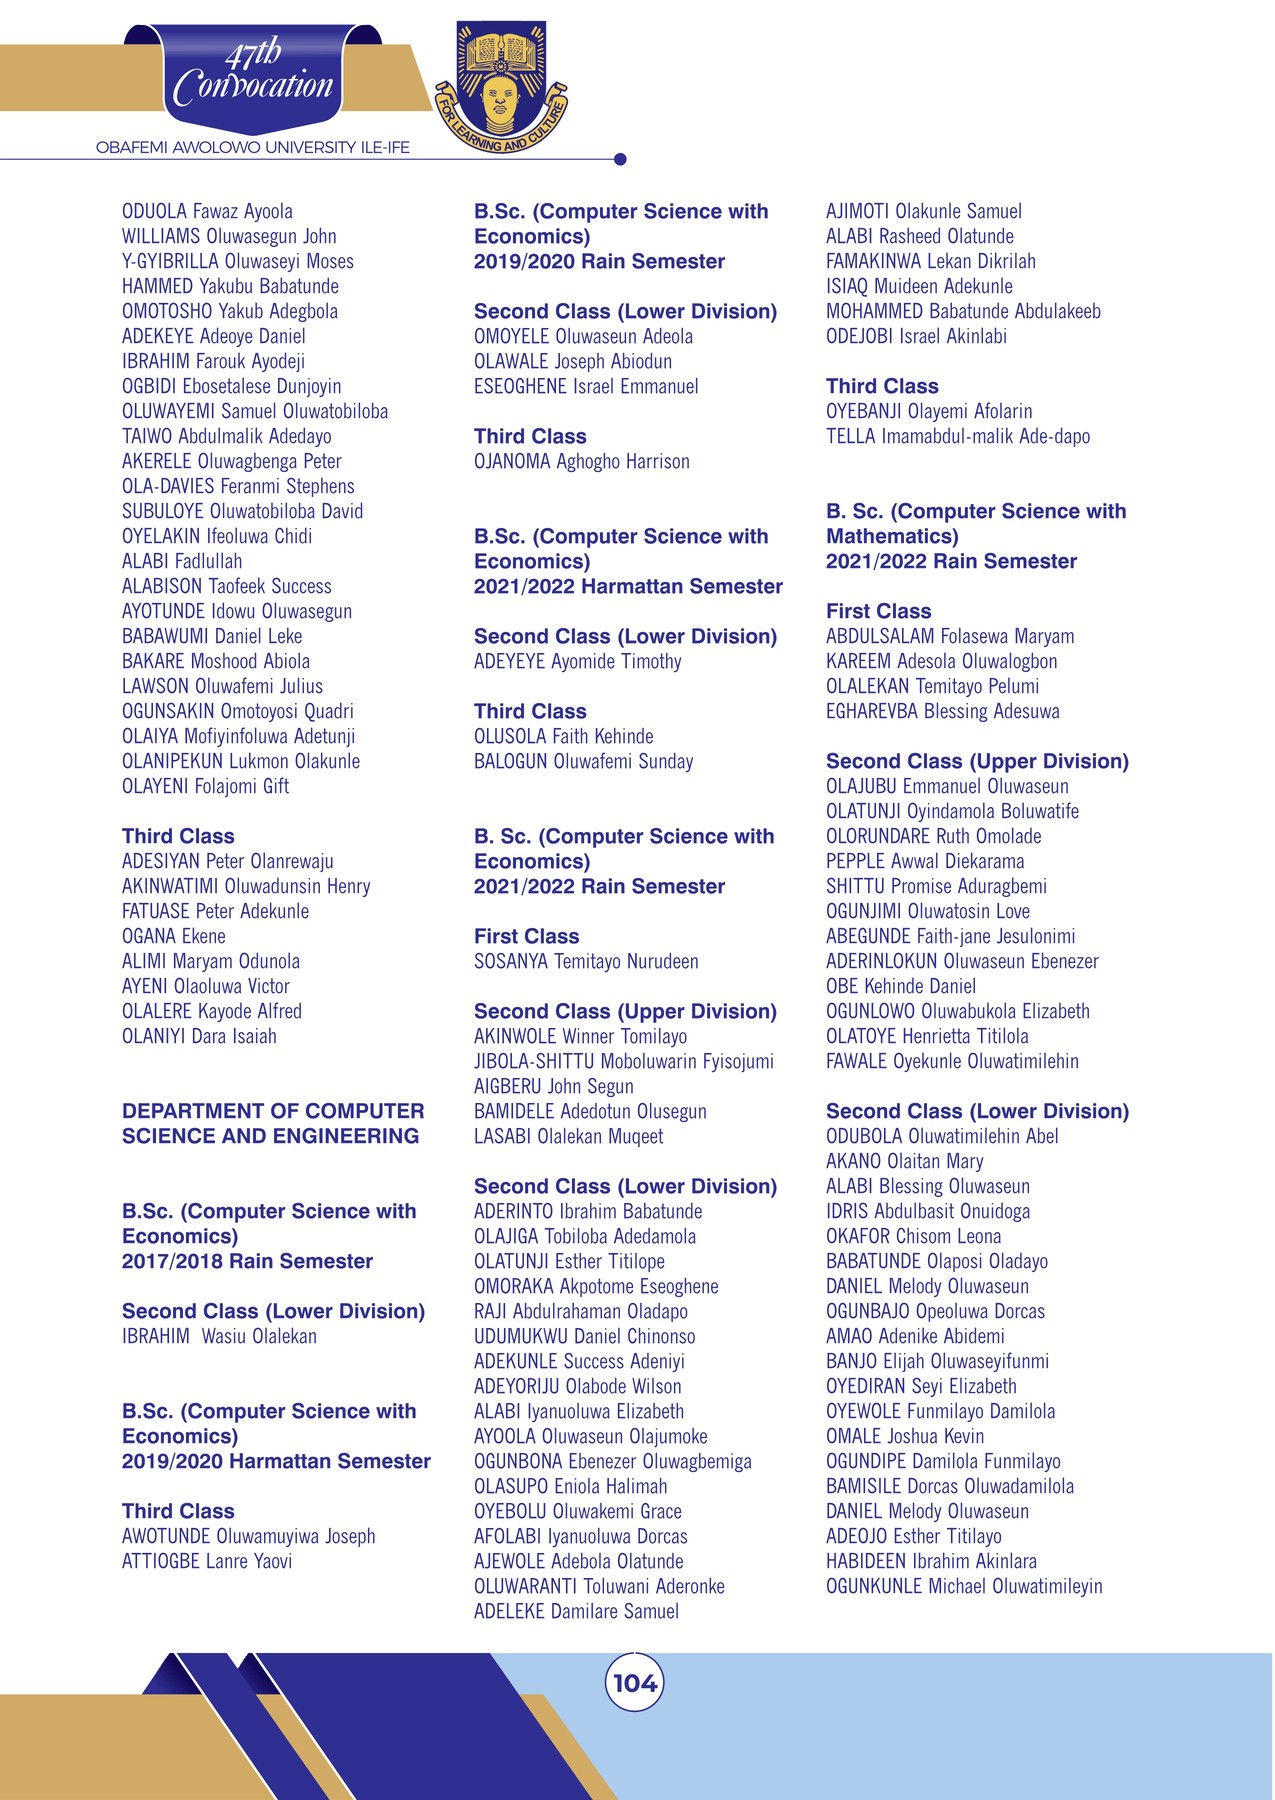 47th
Convocation
OBAFEMI AWOLOWO UNIVERSITY ILE-IFE
FOR LEARNING AND CULTURE
ODUOLA Fawaz Ayoola
WILLIAMS Oluwasegun John
Y-GYIBRILLA Oluwaseyi Moses
HAMMED Yakubu Babatunde
OMOTOSHO Yakub Adegbola
ADEKEYE Adeoye Daniel
IBRAHIM Farouk Ayodeji
OGBIDI Ebosetalese Dunjoyin
OLUWAYEMI Samuel Oluwatobiloba
TAIWO Abdulmalik Adedayo
AKERELE Oluwagbenga Peter
OLA-DAVIES Feranmi Stephens
SUBULOYE Oluwatobiloba David
OYELAKIN Ifeoluwa Chidi
ALABI Fadlullah
ALABISON Taofeek Success
AYOTUNDE Idowu Oluwasegun
BABAWUMI Daniel Leke
BAKARE Moshood Abiola
LAWSON Oluwafemi Julius
OGUNSAKIN Omotoyosi Quadri
OLAIYA Mofiyinfoluwa Adetunji
OLANIPEKUN Lukmon Olakunle
OLAYENI Folajomi Gift
Third Class
ADESIYAN Peter Olanrewaju
AKINWATIMI Oluwadunsin Henry
FATUASE Peter Adekunle
OGANA Ekene
ALIMI Maryam Odunola
AYENI Olaoluwa Victor
OLALERE Kayode Alfred
OLANIYI Dara Isaiah
DEPARTMENT OF COMPUTER
SCIENCE AND ENGINEERING
B.Sc. (Computer Science with
Economics)
2017/2018 Rain Semester
Second Class (Lower Division)
IBRAHIM  Wasiu Olalekan
B.Sc. (Computer Science with
Economics)
2019/2020 Harmattan Semester
Third Class
AWOTUNDE Oluwamuyiwa Joseph
ATTIOGBE Lanre Yaovi
B.Sc. (Computer Science with
Economics)
2019/2020 Rain Semester
Second Class (Lower Division)
OMOYELE Oluwaseun Adeola
OLAWALE Joseph Abiodun
ESEOGHENE Israel Emmanuel
Third Class
OJANOMA Aghogho Harrison
B.Sc. (Computer Science with
Economics)
2021/2022 Harmattan Semester
Second Class (Lower Division)
ADEYEYE Ayomide Timothy
Third Class
OLUSOLA Faith Kehinde
BALOGUN Oluwafemi Sunday
B. Sc. (Computer Science with
Economics)
2021/2022 Rain Semester
First Class
SOSANYA Temitayo Nurudeen
Second Class (Upper Division)
AKINWOLE Winner Tomilayo
JIBOLA-SHITTU Moboluwarin Fyisojumi
AIGBERU John Segun
BAMIDELE Adedotun Olusegun
LASABI Olalekan Muqeet
Second Class (Lower Division)
ADERINTO Ibrahim Babatunde
OLAJIGA Tobiloba Adedamola
OLATUNJI Esther Titilope
OMORAKA Akpotome Eseoghene
RAJI Abdulrahaman Oladapo
UDUMUKWU Daniel Chinonso
ADEKUNLE Success Adeniyi
ADEYORIJU Olabode Wilson
ALABI Iyanuoluwa Elizabeth
AYOOLA Oluwaseun Olajumoke
OGUNBONA Ebenezer Oluwagbemiga
OLASUPO Eniola Halimah
OYEBOLU Oluwakemi Grace
AFOLABI Iyanuoluwa Dorcas
AJEWOLE Adebola Olatunde
OLUWARANTI Toluwani Aderonke
ADELEKE Damilare Samuel
AJIMOTI Olakunle Samuel
ALABI Rasheed Olatunde
FAMAKINWA Lekan Dikrilah
ISIAQ Muideen Adekunle
MOHAMMED Babatunde Abdulakeeb
ODEJOBI Israel Akinlabi
Third Class
OYEBANJI Olayemi Afolarin
TELLA Imamabdul-malik Ade-dapo
B. Sc. (Computer Science with
Mathematics)
2021/2022 Rain Semester
First Class
ABDULSALAM Folasewa Maryam
KAREEM Adesola Oluwalogbon
OLALEKAN Temitayo Pelumi
EGHAREVBA Blessing Adesuwa
Second Class (Upper Division)
OLAJUBU Emmanuel Oluwaseun
OLATUNJI Oyindamola Boluwatife
OLORUNDARE Ruth Omolade
PEPPLE Awwal Diekarama
SHITTU Promise Aduragbemi
OGUNJIMI Oluwatosin Love
ABEGUNDE Faith-jane Jesulonimi
ADERINLOKUN Oluwaseun Ebenezer
OBE Kehinde Daniel
OGUNLOWO Oluwabukola Elizabeth
OLATOYE Henrietta Titilola
FAWALE Oyekunle Oluwatimilehin
Second Class (Lower Division)
ODUBOLA Oluwatimilehin Abel
AKANO Olaitan Mary
ALABI Blessing Oluwaseun
IDRIS Abdulbasit Onuidoga
OKAFOR Chisom Leona
BABATUNDE Olaposi Oladayo
DANIEL Melody Oluwaseun
OGUNBAJO Opeoluwa Dorcas
AMAO Adenike Abidemi
BANJO Elijah Oluwaseyifunmi
OYEDIRAN Seyi Elizabeth
OYEWOLE Funmilayo Damilola
OMALE Joshua Kevin
OGUNDIPE Damilola Funmilayo
BAMISILE Dorcas Oluwadamilola
DANIEL Melody Oluwaseun
ADEOJO Esther Titilayo
HABIDEEN Ibrahim Akinlara
OGUNKUNLE Michael Oluwatimileyin
104